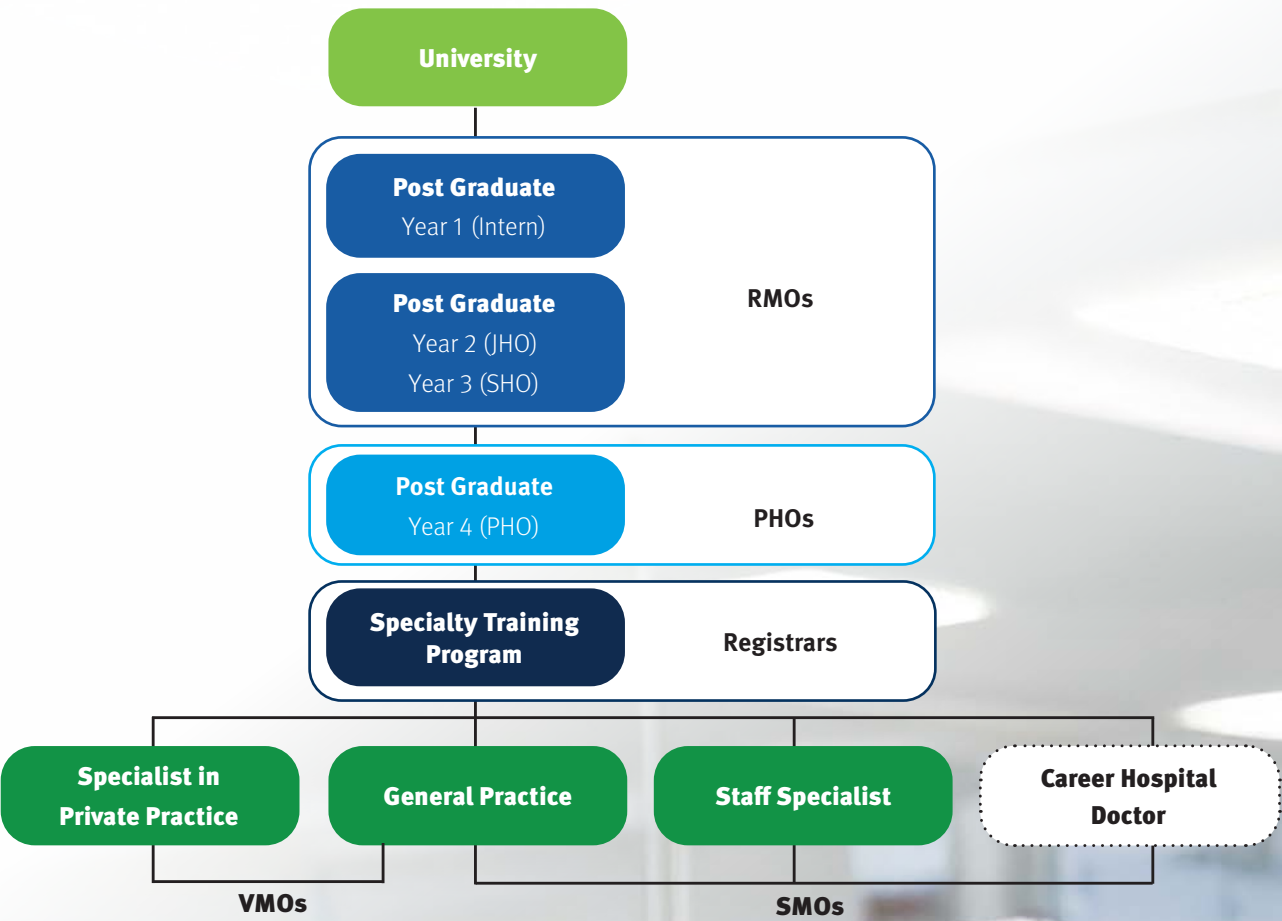 University
Post Graduate
Year 1 (Intern)
Post Graduate
Year 2 (JHO)
Year 3 (SHO)
RMOs
Post Graduate
Year 4 (PHO)
PHOs
Specialty Training
Program
Registrars
Specialist in
Private Practice
General Practice
Staff Specialist
Career Hospital
Doctor
VMOs
SMOs